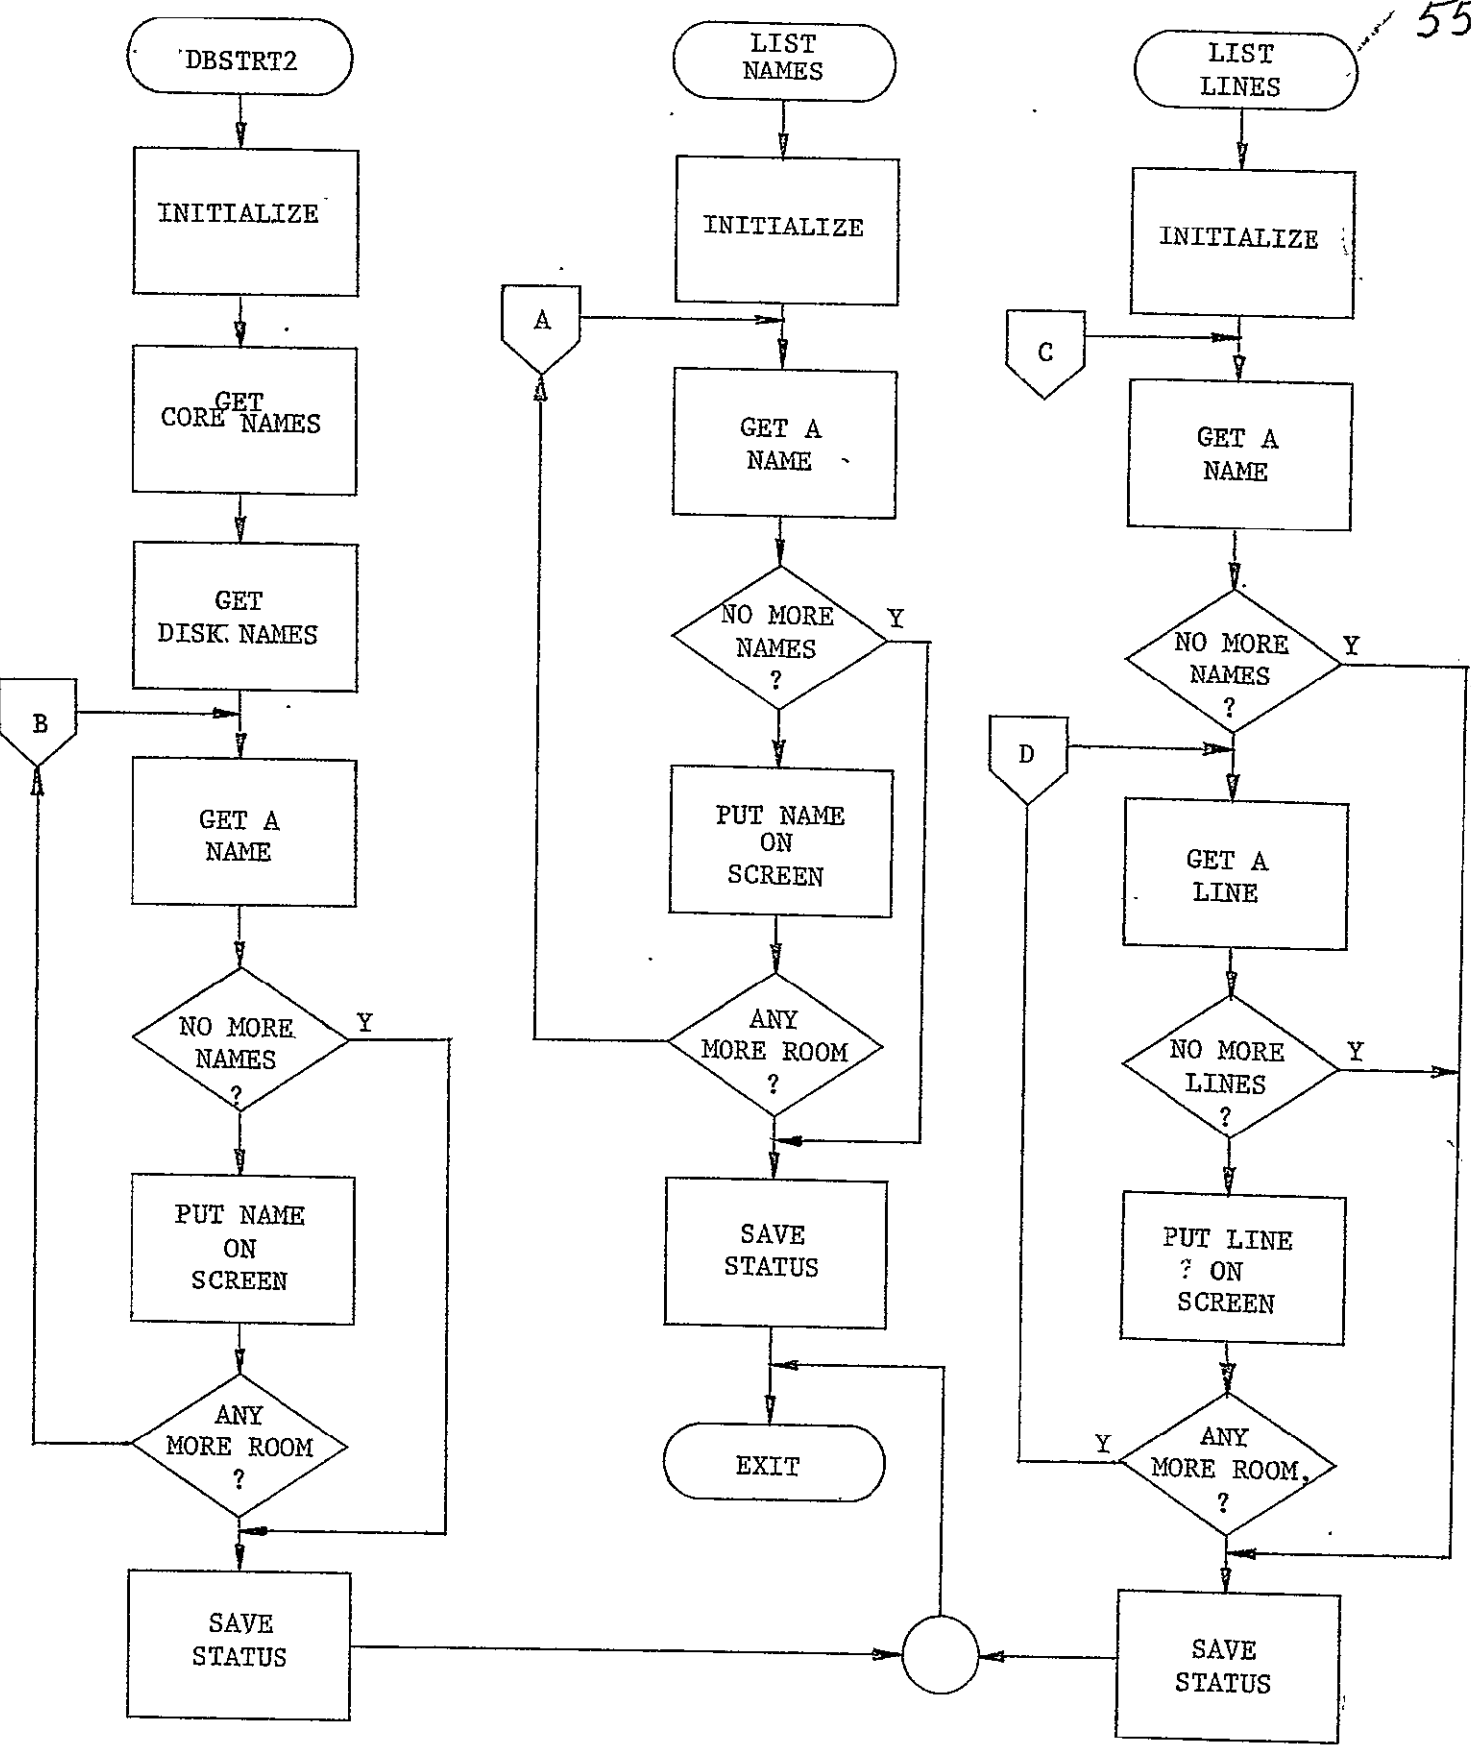 55
DBSTRT2
INITIALIZE
GET
CORE NAMES
GET
DISK NAMES
B
GET A
NAME
NO MORE
NAMES
?
Y
PUT NAME
ON
SCREEN
ANY
MORE ROOM
?
SAVE
STATUS
LIST
NAMES
INITIALIZE
A
GET A
NAME
NO MORE
NAMES
?
Y
PUT NAME
ON
SCREEN
ANY
MORE ROOM
?
SAVE
STATUS
EXIT
LIST
LINES
INITIALIZE
C
GET A
NAME
NO MORE
NAMES
?
Y
D
GET A
LINE
NO MORE
LINES
?
Y
PUT LINE
? ON
SCREEN
Y
ANY
MORE ROOM.
?
SAVE
STATUS